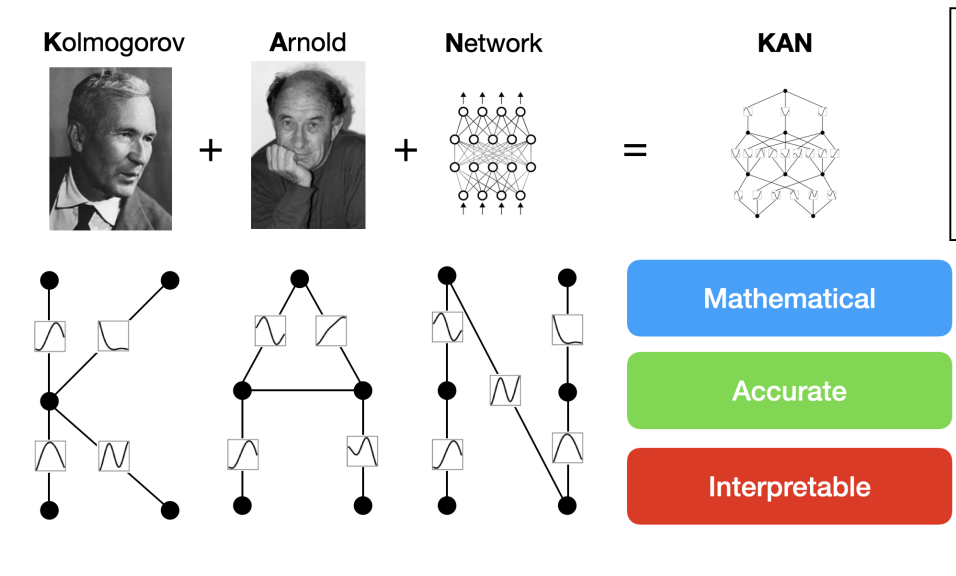 Kolmogorov
Arnold
Network
KAN
+
+
=
Mathematical
Accurate
Interpretable